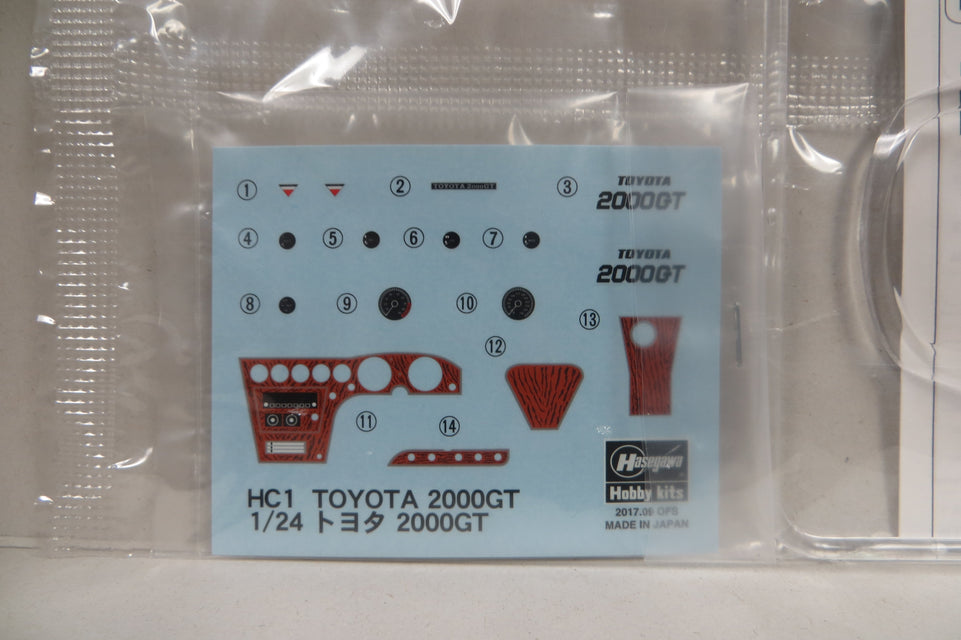 ① ② TOYOTA 2000GT ③ TOYOTA
2000GT
④ ⑤ ⑥ ⑦ TOYOTA
2000GT
⑧ ⑨ ⑩
⑬
⑫
⑪ ⑭
Hasegawa
Hobby kits
HC1 TOYOTA 2000GT
1/24 トヨタ 2000GT
2017.09 OFS
MADE IN JAPAN